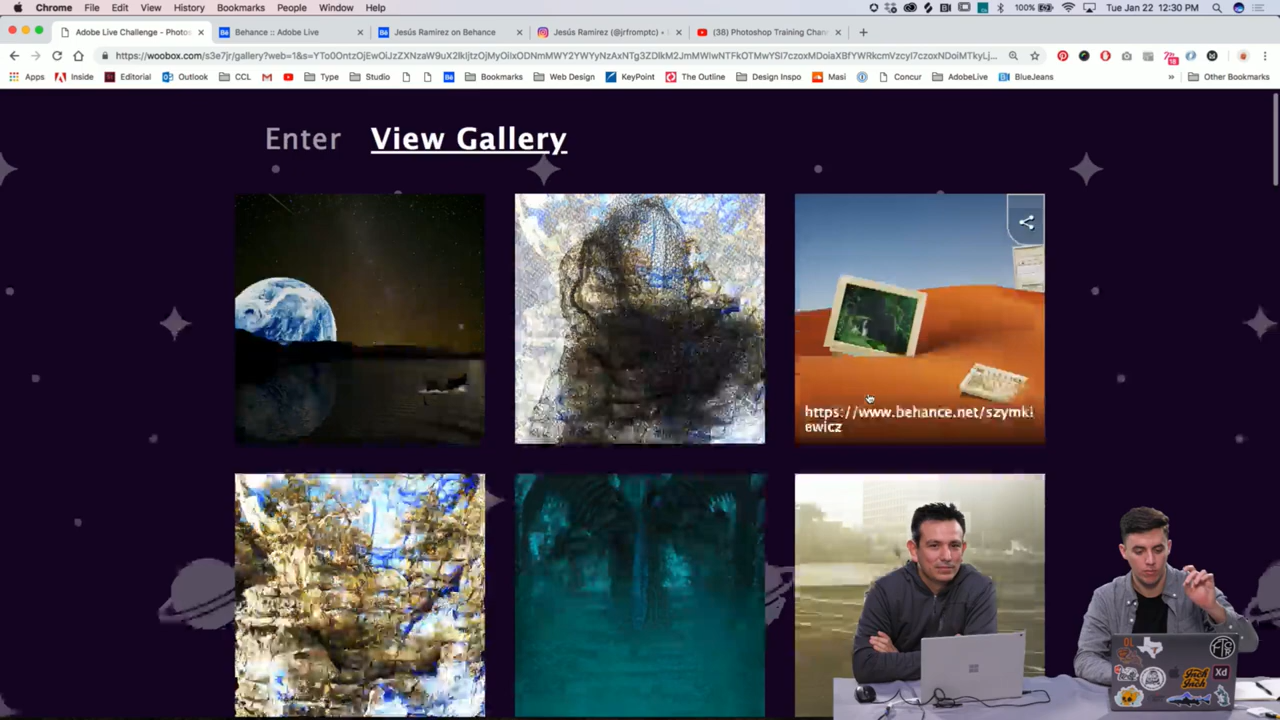 Chrome File Edit View History Bookmarks People Window Help
100% Tue Jan 22 12:30 PM
Adobe Live Challenge - Photos
Behance :: Adobe Live
Jesús Ramirez on Behance
Jesús Ramirez (@jrfromptc) •
(38) Photoshop Training Chan
Apps Inside Editorial Outlook CCL Type Studio Bookmarks Web Design KeyPoint The Outline Design Inspo Masi Concur AdobeLive BlueJeans » Other Bookmarks
Enter View Gallery
https://www.behance.net/szymki
ewicz
Xd